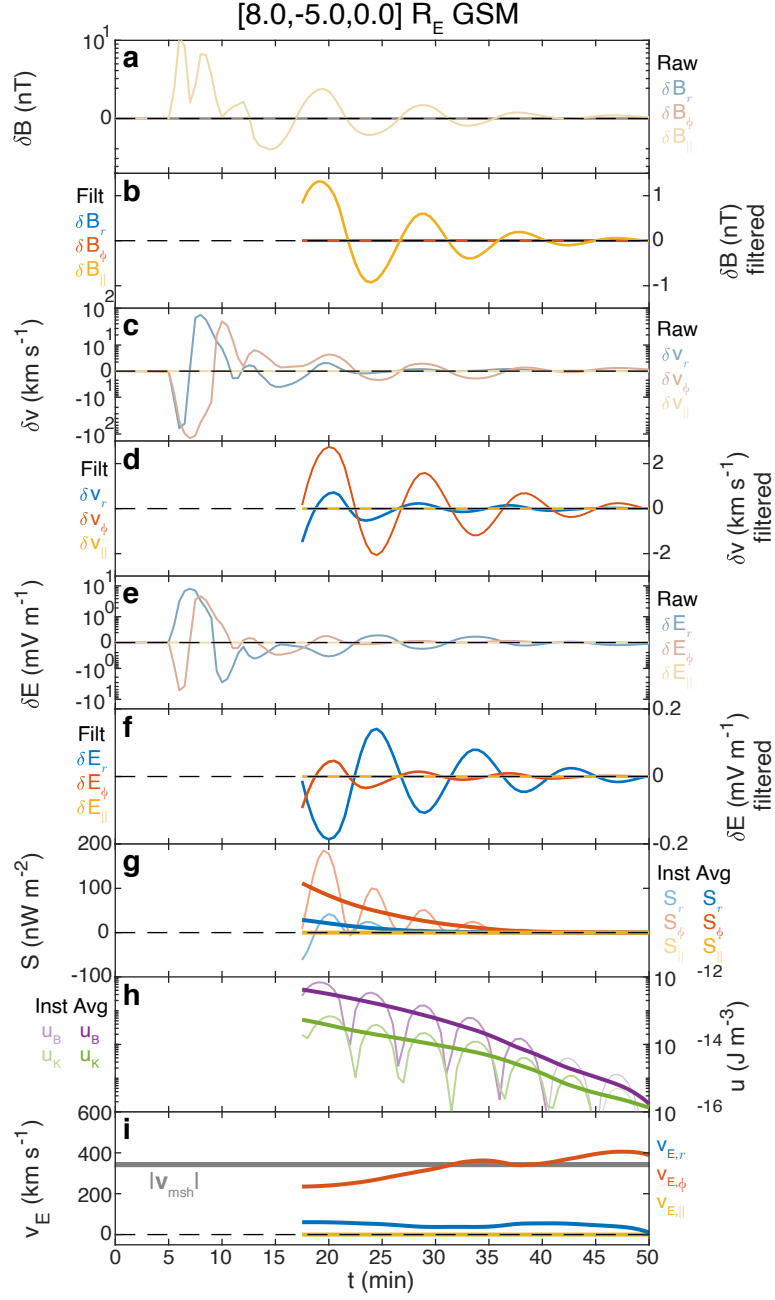 [8.0,-5.0,0.0] R_E GSM
a
δB (nT)
10^1
0
10^1
Raw
δB_r
δB_ϕ
δB_||
b
Filt
δB_r
δB_ϕ
δB_||
1
0
-1
δB (nT)
filtered
c
δv (km s^-1)
10^2
10^1
0
-10^1
-10^2
Raw
δv_r
δv_ϕ
δv_||
d
Filt
δv_r
δv_ϕ
δv_||
2
0
-2
δv (km s^-1)
filtered
e
δE (mV m^-1)
10^1
10^0
0
-10^0
-10^1
Raw
δE_r
δE_ϕ
δE_||
f
Filt
δE_r
δE_ϕ
δE_||
0.2
0
-0.2
δE (mV m^-1)
filtered
g
S (nW m^-2)
200
100
0
-100
Inst Avg
S_r S_r
S_ϕ S_ϕ
S_|| S_||
h
Inst Avg
u_B u_B
u_K u_K
10^-12
10^-14
10^-16
u (J m^-3)
i
v_E (km s^-1)
600
400
200
0
|v_msh|
v_E,r
v_E,ϕ
v_E,||
0 5 10 15 20 25 30 35 40 45 50
t (min)